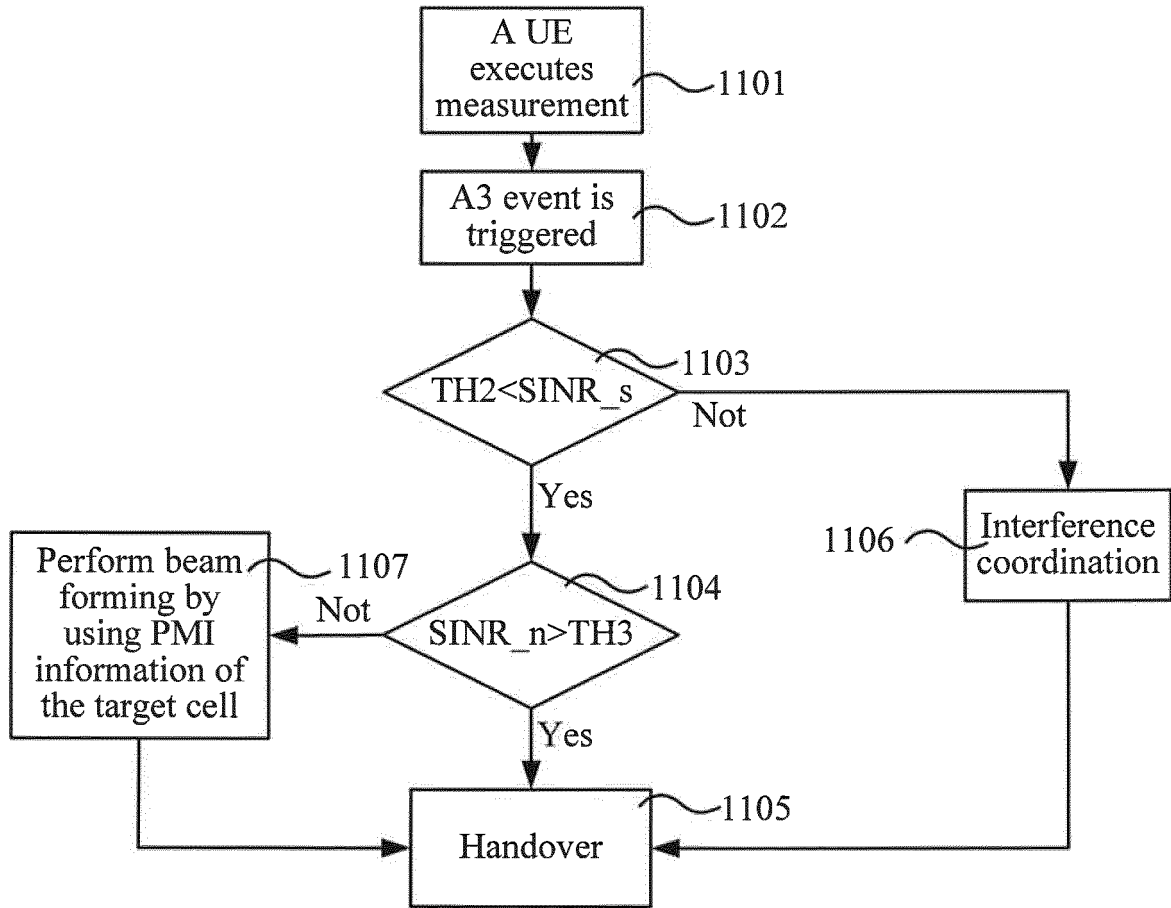 A UE
executes
measurement
1101
A3 event is
triggered
1102
1103
TH2<SINR_s
Not
Yes
1106
Interference
coordination
Perform beam
forming by
using PMI
information of
the target cell
1107
Not
1104
SINR_n>TH3
Yes
1105
Handover